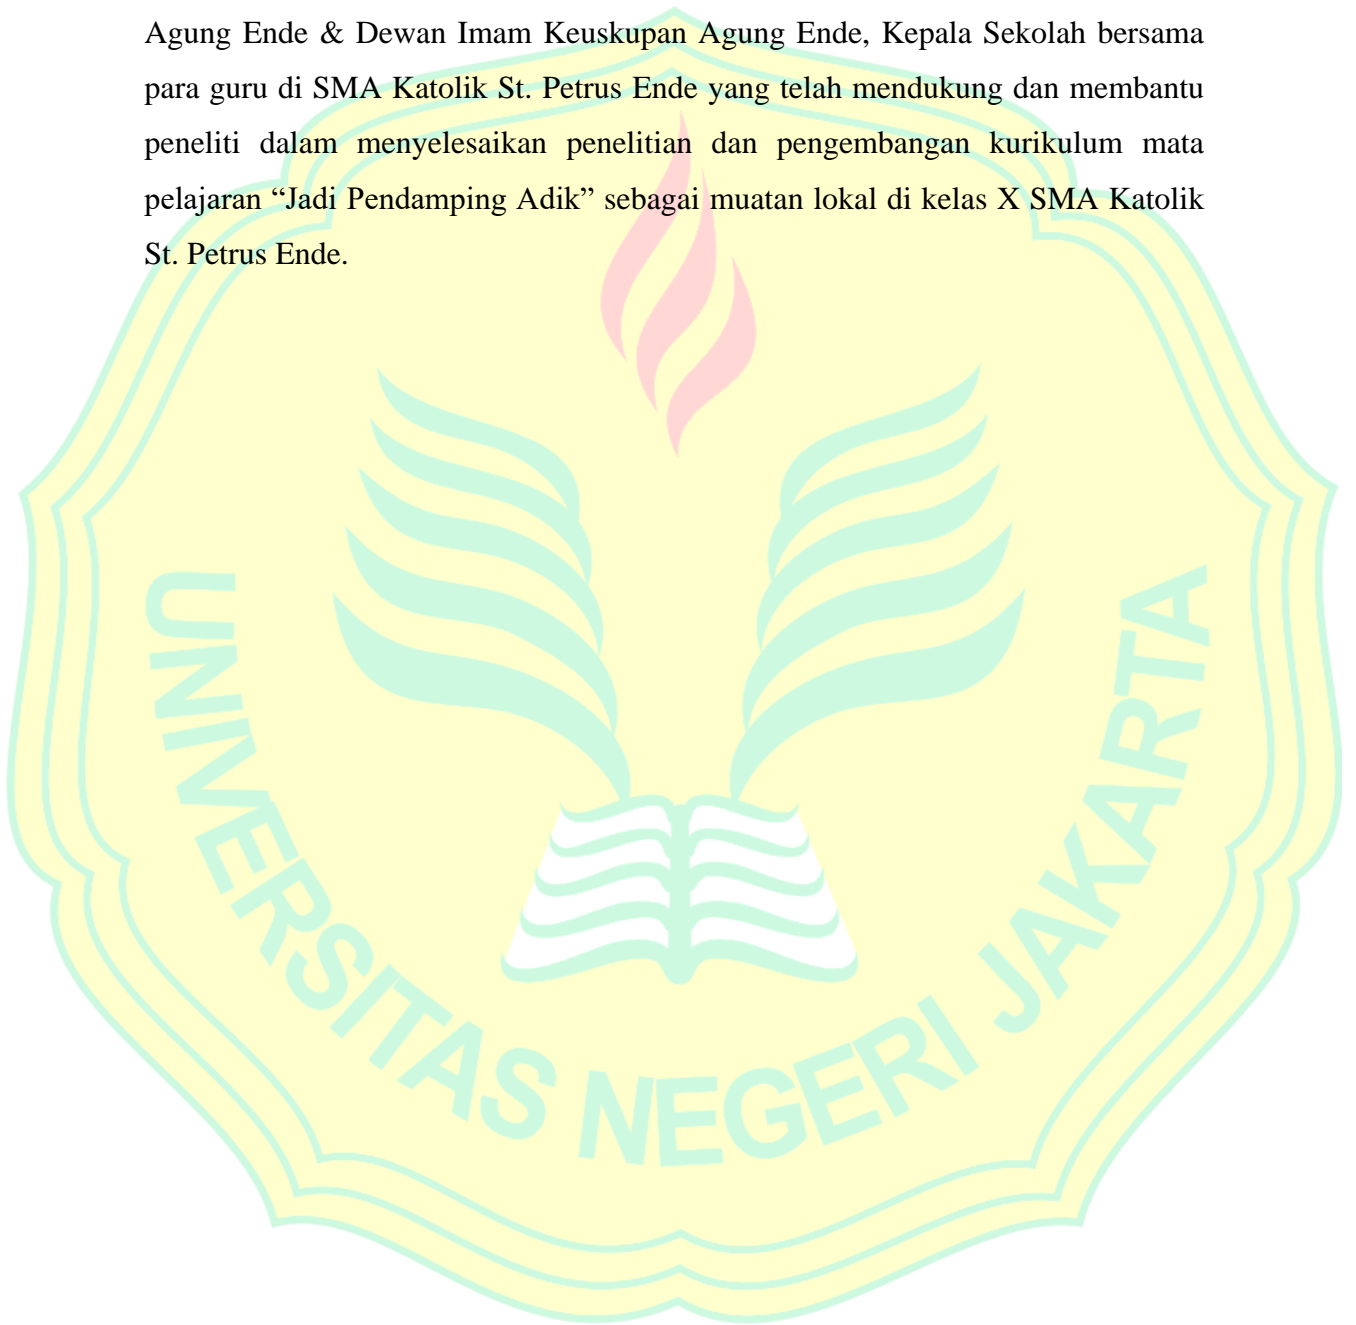 Agung Ende & Dewan Imam Keuskupan Agung Ende, Kepala Sekolah bersama
para guru di SMA Katolik St. Petrus Ende yang telah mendukung dan membantu
peneliti dalam menyelesaikan penelitian dan pengembangan kurikulum mata
pelajaran “Jadi Pendamping Adik” sebagai muatan lokal di kelas X SMA Katolik
St. Petrus Ende.
UNIVERSITAS NEGERI JAKARTA